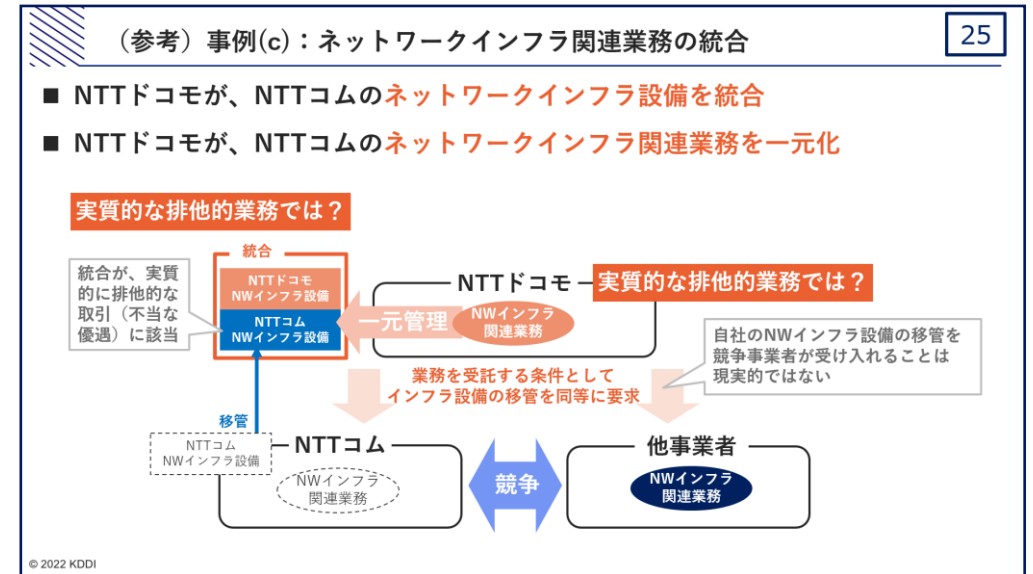 （参考）事例(c)：ネットワークインフラ関連業務の統合
25
■ NTTドコモが、NTTコムのネットワークインフラ設備を統合
■ NTTドコモが、NTTコムのネットワークインフラ関連業務を一元化
実質的な排他的業務では？
統合
統合が、実質
的に排他的な
取引（不当な
優遇）に該当
NTTドコモ
NWインフラ設備
NTTコム
NWインフラ設備
一元管理
NTTドコモ
NWインフラ
関連業務
実質的な排他的業務では？
自社のNWインフラ設備の移管を
競争事業者が受け入れることは
現実的ではない
業務を受託する条件として
インフラ設備の移管を同等に要求
移管
NTTコム
NWインフラ設備
NTTコム
NWインフラ
関連業務
競争
他事業者
NWインフラ
関連業務
© 2022 KDDI